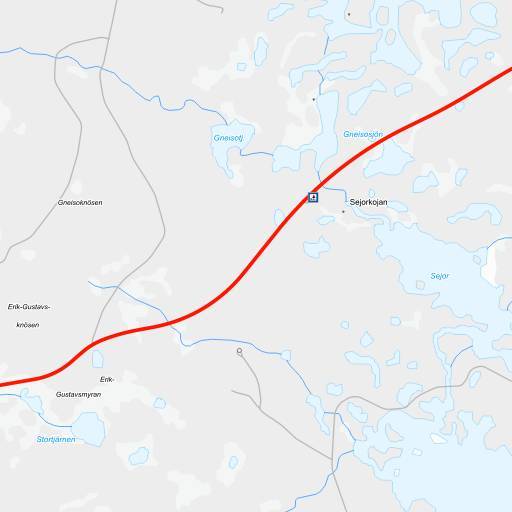 Gneisotj.
Gneisosjön
Gneisoknösen
Sejorkojan
Sejor
Erik-Gustavs-
knösen
Erik-
Gustavsmyran
Stortjärnen